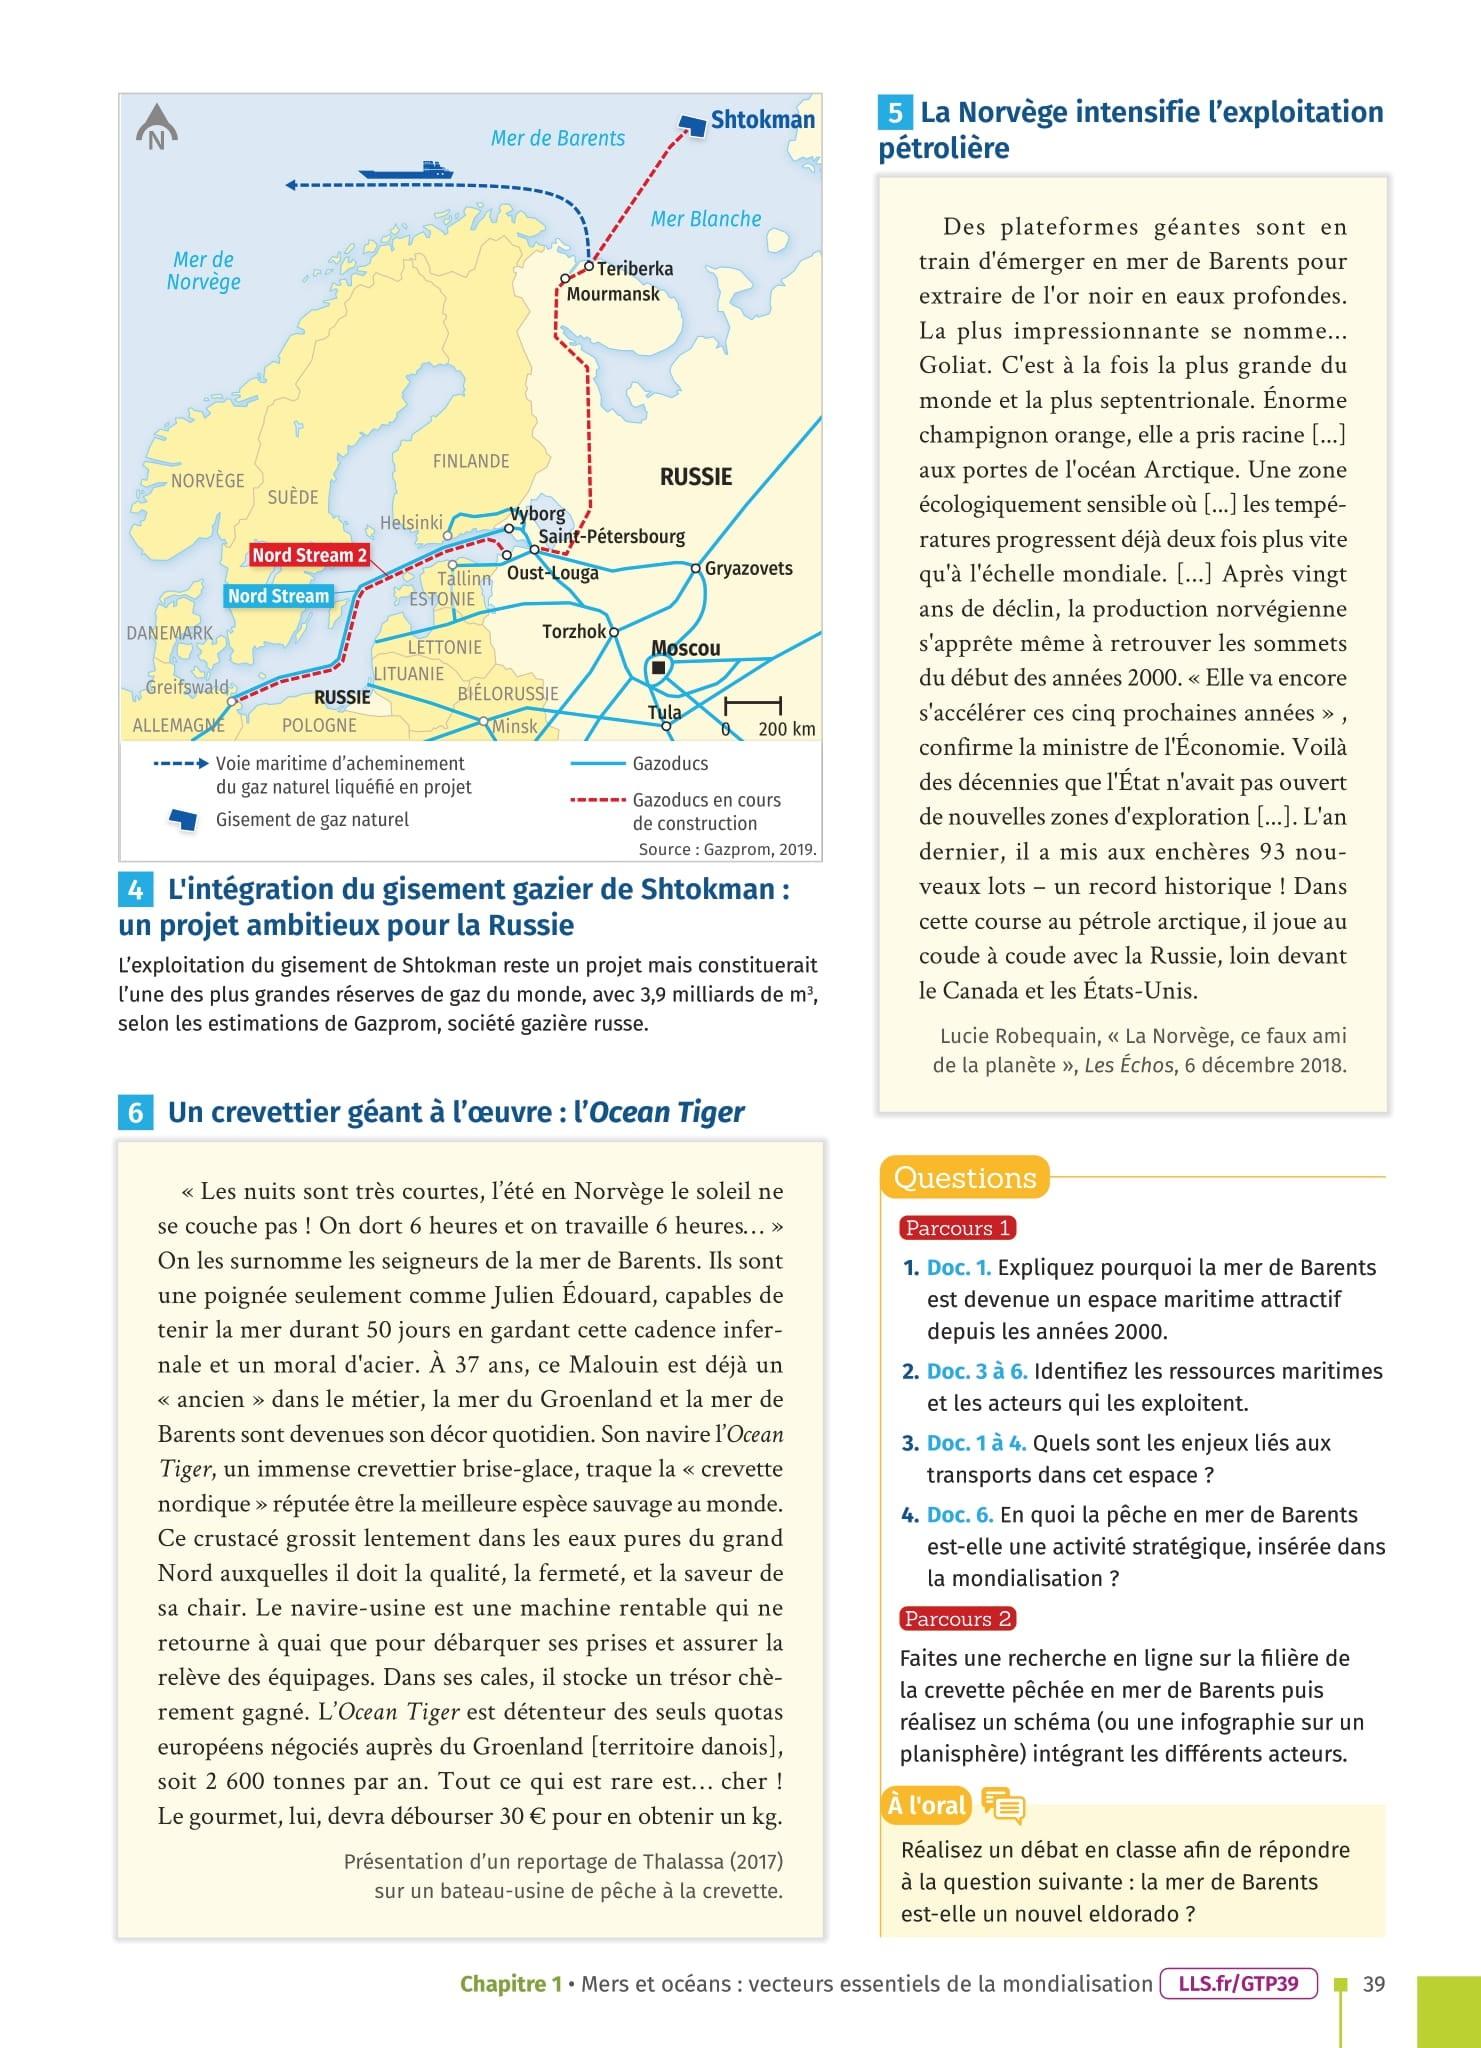 N
Mer de Barents
Shtokman
Mer Blanche
Mer de
Norvège
Teriberka
Mourmansk
FINLANDE
NORVÈGE
SUÈDE
RUSSIE
Helsinki
Vyborg
Saint-Pétersbourg
Nord Stream 2
Nord Stream
Tallinn
Oust-Louga
Gryazovets
ESTONIE
DANEMARK
Torzhok
LETTONIE
Moscou
LITUANIE
Greifswald
RUSSIE
BIÉLORUSSIE
ALLEMAGNE
POLOGNE
Minsk
Tula
0 200 km
Voie maritime d’acheminement
du gaz naturel liquéfié en projet
Gisement de gaz naturel
Gazoducs
Gazoducs en cours
de construction
Source : Gazprom, 2019.
4 L'intégration du gisement gazier de Shtokman :
un projet ambitieux pour la Russie
L’exploitation du gisement de Shtokman reste un projet mais constituerait
l’une des plus grandes réserves de gaz du monde, avec 3,9 milliards de m³,
selon les estimations de Gazprom, société gazière russe.
6 Un crevettier géant à l’œuvre : l’Ocean Tiger
« Les nuits sont très courtes, l’été en Norvège le soleil ne
se couche pas ! On dort 6 heures et on travaille 6 heures… »
On les surnomme les seigneurs de la mer de Barents. Ils sont
une poignée seulement comme Julien Édouard, capables de
tenir la mer durant 50 jours en gardant cette cadence infer-
nale et un moral d'acier. À 37 ans, ce Malouin est déjà un
« ancien » dans le métier, la mer du Groenland et la mer de
Barents sont devenues son décor quotidien. Son navire l’Ocean
Tiger, un immense crevettier brise-glace, traque la « crevette
nordique » réputée être la meilleure espèce sauvage au monde.
Ce crustacé grossit lentement dans les eaux pures du grand
Nord auxquelles il doit la qualité, la fermeté, et la saveur de
sa chair. Le navire-usine est une machine rentable qui ne
retourne à quai que pour débarquer ses prises et assurer la
relève des équipages. Dans ses cales, il stocke un trésor chè-
rement gagné. L’Ocean Tiger est détenteur des seuls quotas
européens négociés auprès du Groenland [territoire danois],
soit 2 600 tonnes par an. Tout ce qui est rare est… cher !
Le gourmet, lui, devra débourser 30 € pour en obtenir un kg.
Présentation d’un reportage de Thalassa (2017)
sur un bateau-usine de pêche à la crevette.
5 La Norvège intensifie l’exploitation
pétrolière
Des plateformes géantes sont en
train d'émerger en mer de Barents pour
extraire de l'or noir en eaux profondes.
La plus impressionnante se nomme…
Goliat. C'est à la fois la plus grande du
monde et la plus septentrionale. Énorme
champignon orange, elle a pris racine [...]
aux portes de l'océan Arctique. Une zone
écologiquement sensible où [...] les tempé-
ratures progressent déjà deux fois plus vite
qu'à l'échelle mondiale. [...] Après vingt
ans de déclin, la production norvégienne
s'apprête même à retrouver les sommets
du début des années 2000. « Elle va encore
s'accélérer ces cinq prochaines années » ,
confirme la ministre de l'Économie. Voilà
des décennies que l'État n'avait pas ouvert
de nouvelles zones d'exploration [...]. L'an
dernier, il a mis aux enchères 93 nou-
veaux lots – un record historique ! Dans
cette course au pétrole arctique, il joue au
coude à coude avec la Russie, loin devant
le Canada et les États-Unis.
Lucie Robequain, « La Norvège, ce faux ami
de la planète », Les Échos, 6 décembre 2018.
Questions
Parcours 1
1. Doc. 1. Expliquez pourquoi la mer de Barents
est devenue un espace maritime attractif
depuis les années 2000.
2. Doc. 3 à 6. Identifiez les ressources maritimes
et les acteurs qui les exploitent.
3. Doc. 1 à 4. Quels sont les enjeux liés aux
transports dans cet espace ?
4. Doc. 6. En quoi la pêche en mer de Barents
est-elle une activité stratégique, insérée dans
la mondialisation ?
Parcours 2
Faites une recherche en ligne sur la filière de
la crevette pêchée en mer de Barents puis
réalisez un schéma (ou une infographie sur un
planisphère) intégrant les différents acteurs.
À l'oral
Réalisez un débat en classe afin de répondre
à la question suivante : la mer de Barents
est-elle un nouvel eldorado ?
Chapitre 1 • Mers et océans : vecteurs essentiels de la mondialisation LLS.fr/GTP39 39